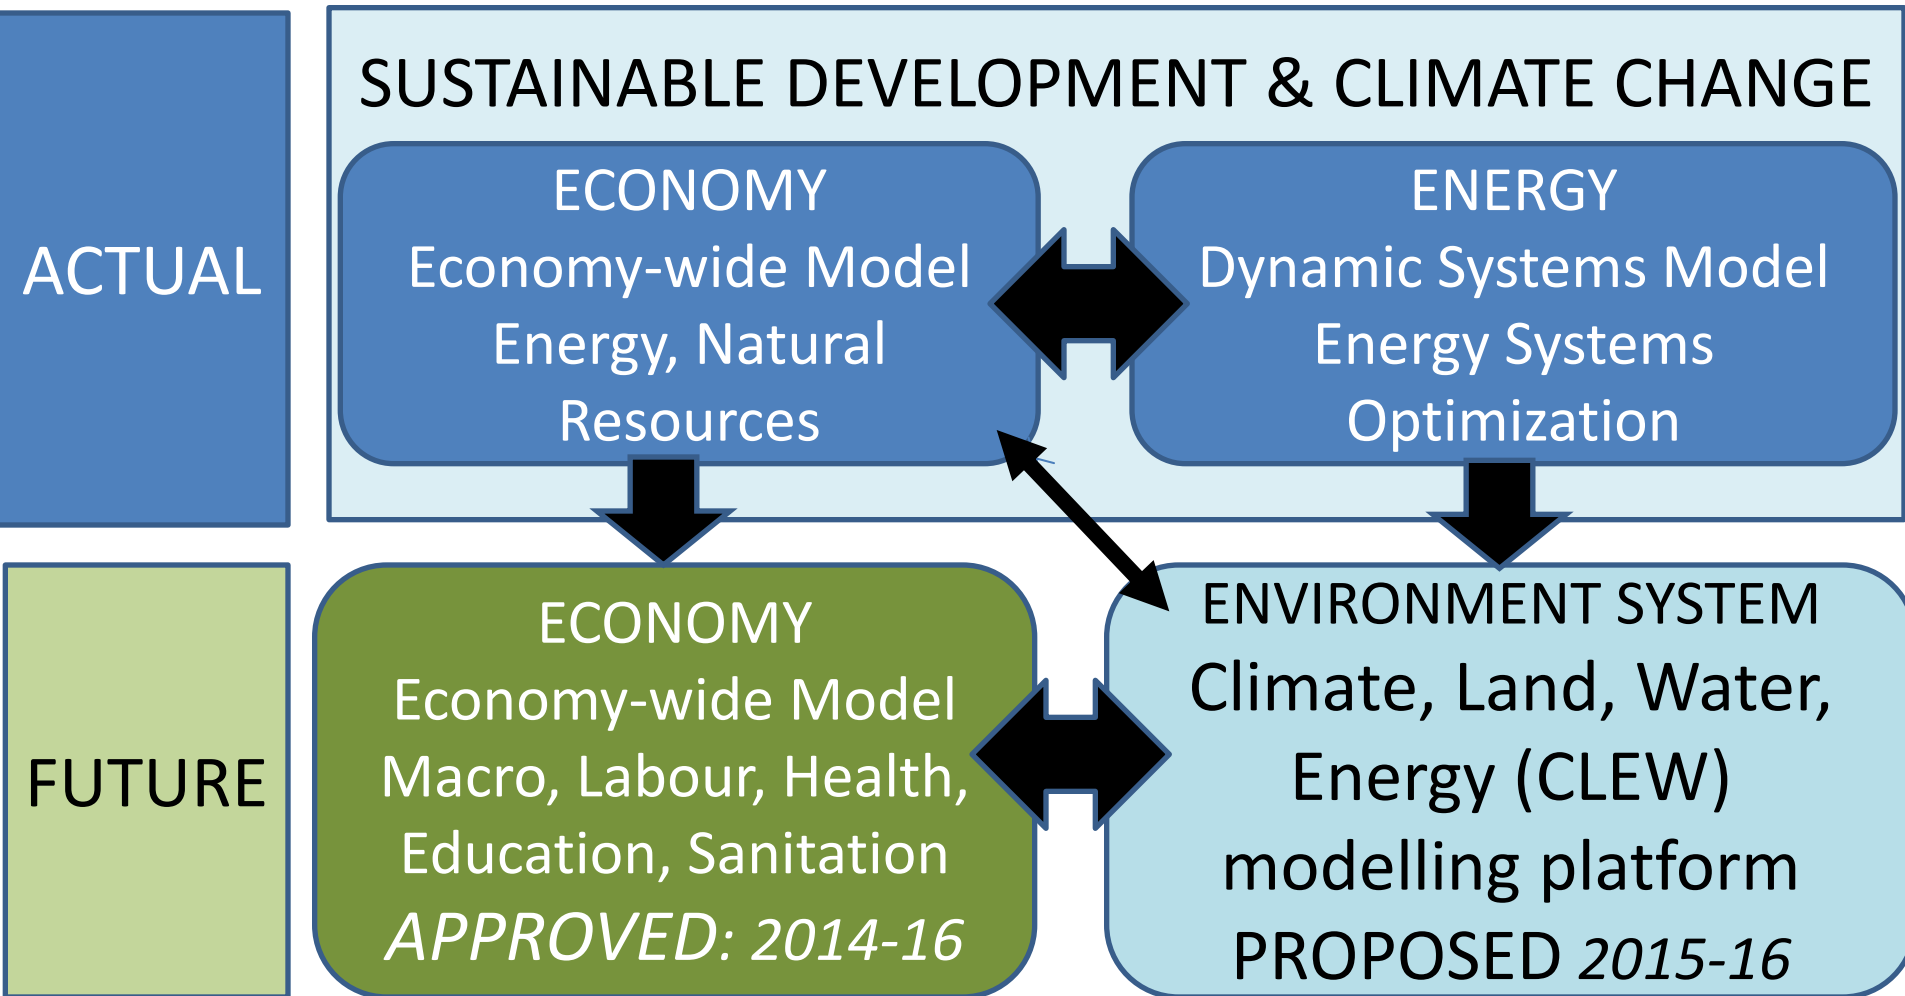 SUSTAINABLE DEVELOPMENT & CLIMATE CHANGE
ACTUAL
ECONOMY
Economy-wide Model
Energy, Natural
Resources
ENERGY
Dynamic Systems Model
Energy Systems
Optimization
FUTURE
ECONOMY
Economy-wide Model
Macro, Labour, Health,
Education, Sanitation
APPROVED: 2014-16
ENVIRONMENT SYSTEM
Climate, Land, Water,
Energy (CLEW)
modelling platform
PROPOSED 2015-16